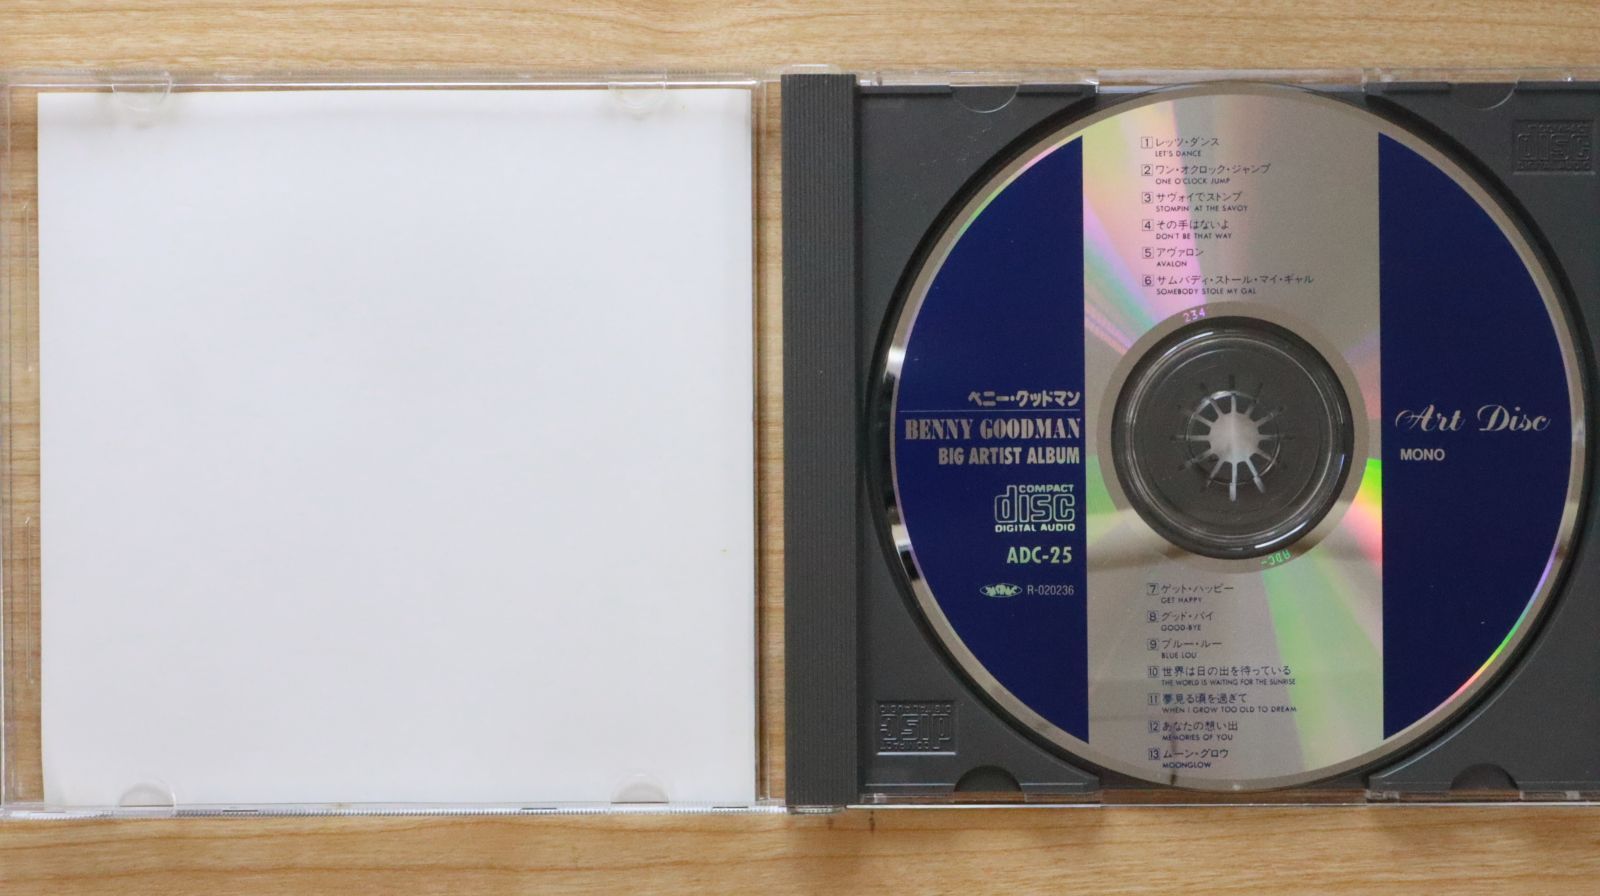 1 レッツ・ダンス
LET'S DANCE
2 ワン・オクロック・ジャンプ
ONE O'CLOCK JUMP
3 サヴォイでストンプ
STOMPIN' AT THE SAVOY
4 その手はないよ
DON'T BE THAT WAY
5 アヴァロン
AVALON
6 サムバディ・ストール・マイ・ギャル
SOMEBODY STOLE MY GAL
234
ベニー・グッドマン
BENNY GOODMAN
BIG ARTIST ALBUM
COMPACT
disc
DIGITAL AUDIO
ADC-25
R-020236
Art Disc
MONO
ADC-
7 ゲット・ハッピー
GET HAPPY
8 グッド・バイ
GOOD-BYE
9 ブルー・ルー
BLUE LOU
10 世界は日の出を待っている
THE WORLD IS WAITING FOR THE SUNRISE
11 夢見る頃を過ぎて
WHEN I GROW TOO OLD TO DREAM
12 あなたの想い出
MEMORIES OF YOU
13 ムーン・グロウ
MOONGLOW
COMPACT
disc
DIGITAL AUDIO